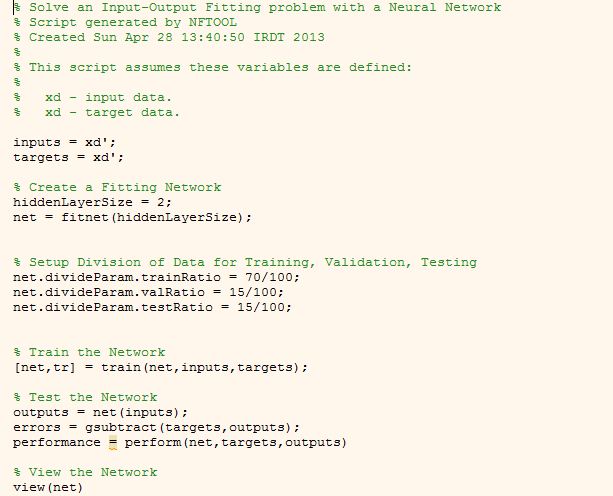 % Solve an Input-Output Fitting problem with a Neural Network
% Script generated by NFTOOL
% Created Sun Apr 28 13:40:50 IRDT 2013
%
% This script assumes these variables are defined:
%
%   xd - input data.
%   xd - target data.
inputs = xd';
targets = xd';
% Create a Fitting Network
hiddenLayerSize = 2;
net = fitnet(hiddenLayerSize);
% Setup Division of Data for Training, Validation, Testing
net.divideParam.trainRatio = 70/100;
net.divideParam.valRatio = 15/100;
net.divideParam.testRatio = 15/100;
% Train the Network
[net,tr] = train(net,inputs,targets);
% Test the Network
outputs = net(inputs);
errors = gsubtract(targets,outputs);
performance = perform(net,targets,outputs)
% View the Network
view(net)